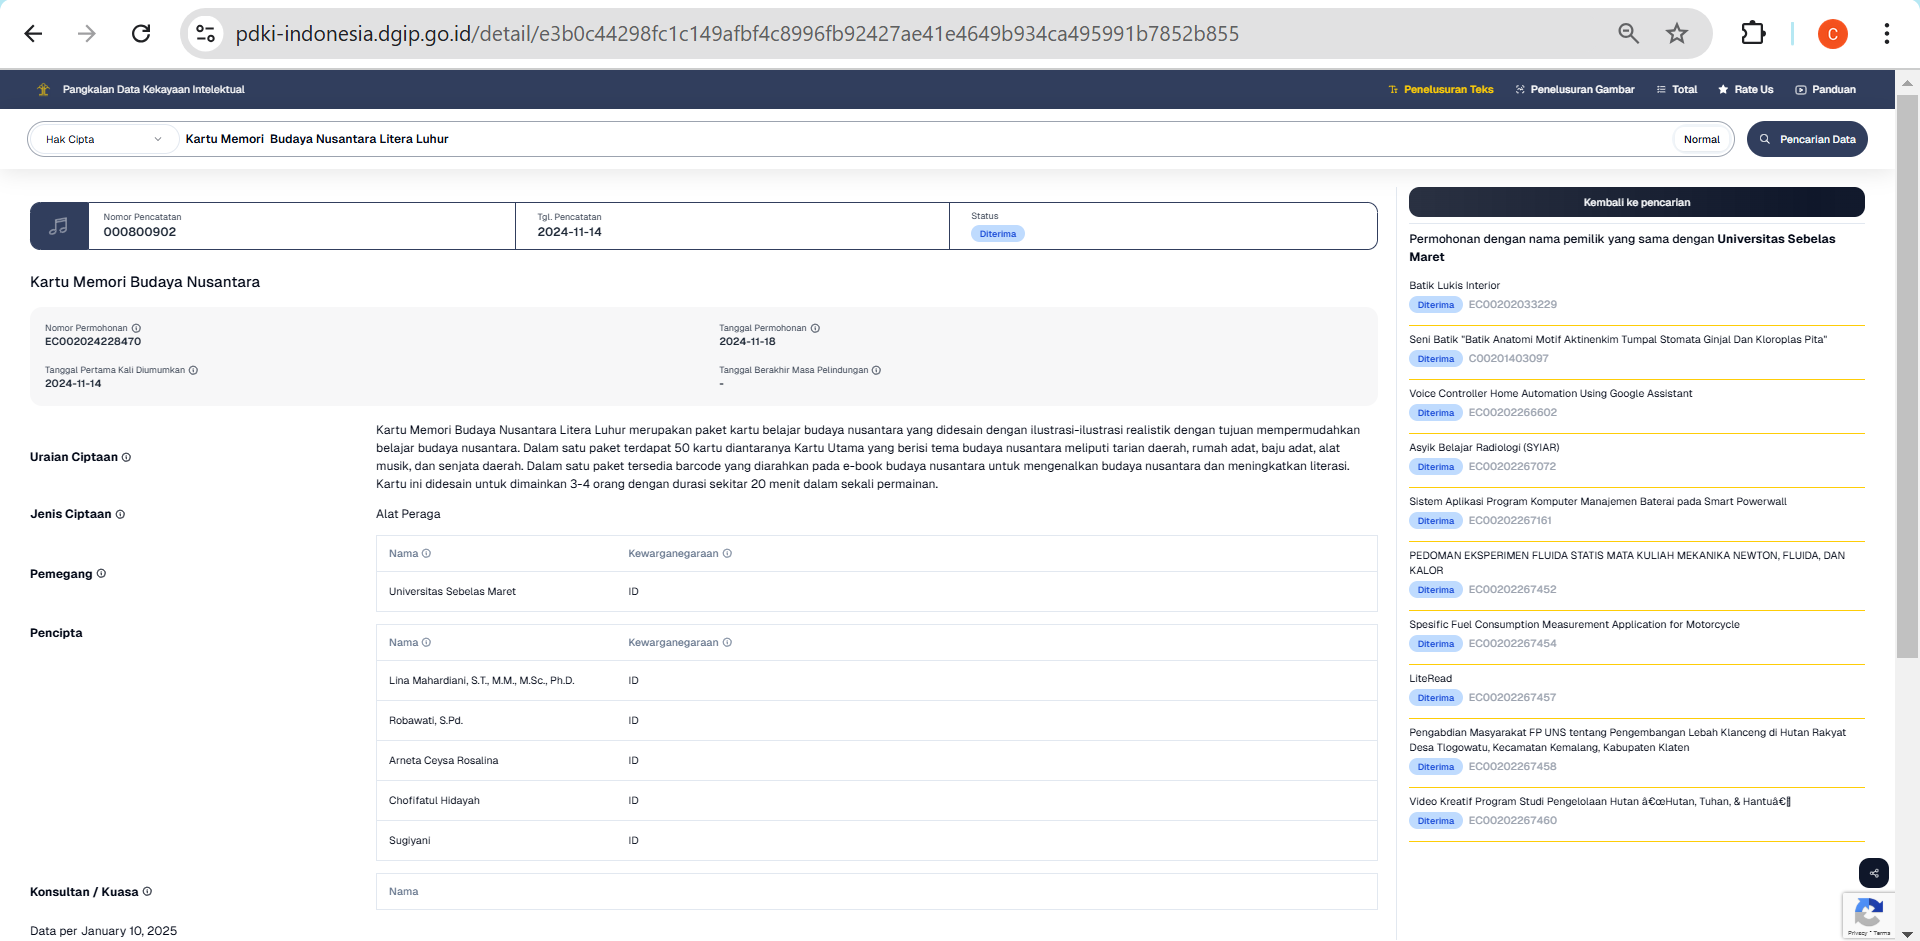 pdki-indonesia.dgip.go.id/detail/e3b0c44298fc1c149afbf4c8996fb92427ae41e4649b934ca495991b7852b855
C
Pangkalan Data Kekayaan Intelektual
Penelusuran Teks
Penelusuran Gambar
Total
Rate Us
Panduan
Hak Cipta
Kartu Memori  Budaya Nusantara Litera Luhur
Normal
Pencarian Data
Nomor Pencatatan
000800902
Tgl. Pencatatan
2024-11-14
Status
Diterima
Kartu Memori Budaya Nusantara
Nomor Permohonan
EC002024228470
Tanggal Permohonan
2024-11-18
Tanggal Pertama Kali Diumumkan
2024-11-14
Tanggal Berakhir Masa Pelindungan
-
Uraian Ciptaan
Kartu Memori Budaya Nusantara Litera Luhur merupakan paket kartu belajar budaya nusantara yang didesain dengan ilustrasi-ilustrasi realistik dengan tujuan mempermudahkan
belajar budaya nusantara. Dalam satu paket terdapat 50 kartu diantaranya Kartu Utama yang berisi tema budaya nusantara meliputi tarian daerah, rumah adat, baju adat, alat
musik, dan senjata daerah. Dalam satu paket tersedia barcode yang diarahkan pada e-book budaya nusantara untuk mengenalkan budaya nusantara dan meningkatkan literasi.
Kartu ini didesain untuk dimainkan 3-4 orang dengan durasi sekitar 20 menit dalam sekali permainan.
Jenis Ciptaan
Alat Peraga
Pemegang
Nama
Kewarganegaraan
Universitas Sebelas Maret
ID
Pencipta
Nama
Kewarganegaraan
Lina Mahardiani, S.T., M.M., M.Sc., Ph.D.
ID
Robawati, S.Pd.
ID
Arneta Ceysa Rosalina
ID
Chofifatul Hidayah
ID
Sugiyani
ID
Konsultan / Kuasa
Nama
Data per January 10, 2025
Kembali ke pencarian
Permohonan dengan nama pemilik yang sama dengan Universitas Sebelas
Maret
Batik Lukis Interior
Diterima EC00202033229
Seni Batik "Batik Anatomi Motif Aktinenkim Tumpal Stomata Ginjal Dan Kloroplas Pita"
Diterima C00201403097
Voice Controller Home Automation Using Google Assistant
Diterima EC00202266602
Asyik Belajar Radiologi (SYIAR)
Diterima EC00202267072
Sistem Aplikasi Program Komputer Manajemen Baterai pada Smart Powerwall
Diterima EC00202267161
PEDOMAN EKSPERIMEN FLUIDA STATIS MATA KULIAH MEKANIKA NEWTON, FLUIDA, DAN
KALOR
Diterima EC00202267452
Spesific Fuel Consumption Measurement Application for Motorcycle
Diterima EC00202267454
LiteRead
Diterima EC00202267457
Pengabdian Masyarakat FP UNS tentang Pengembangan Lebah Klanceng di Hutan Rakyat
Desa Tlogowatu, Kecamatan Kemalang, Kabupaten Klaten
Diterima EC00202267458
Video Kreatif Program Studi Pengelolaan Hutan â€œHutan, Tuhan, & Hantuâ€
Diterima EC00202267460
Privacy - Terms